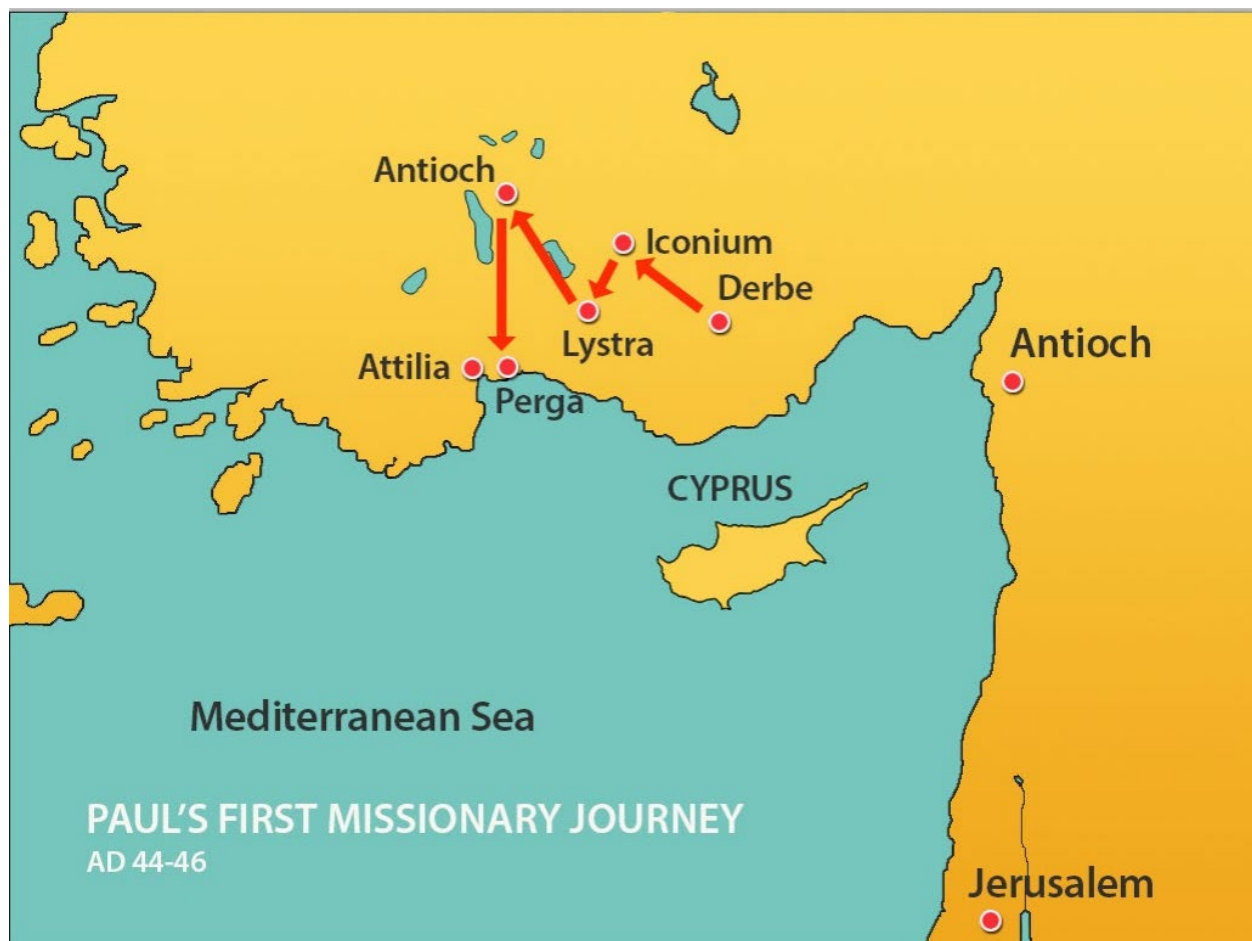 Antioch
Iconium
Derbe
Lystra
Antioch
Attilia
Perga
CYPRUS
Mediterranean Sea
PAUL'S FIRST MISSIONARY JOURNEY
AD 44-46
Jerusalem